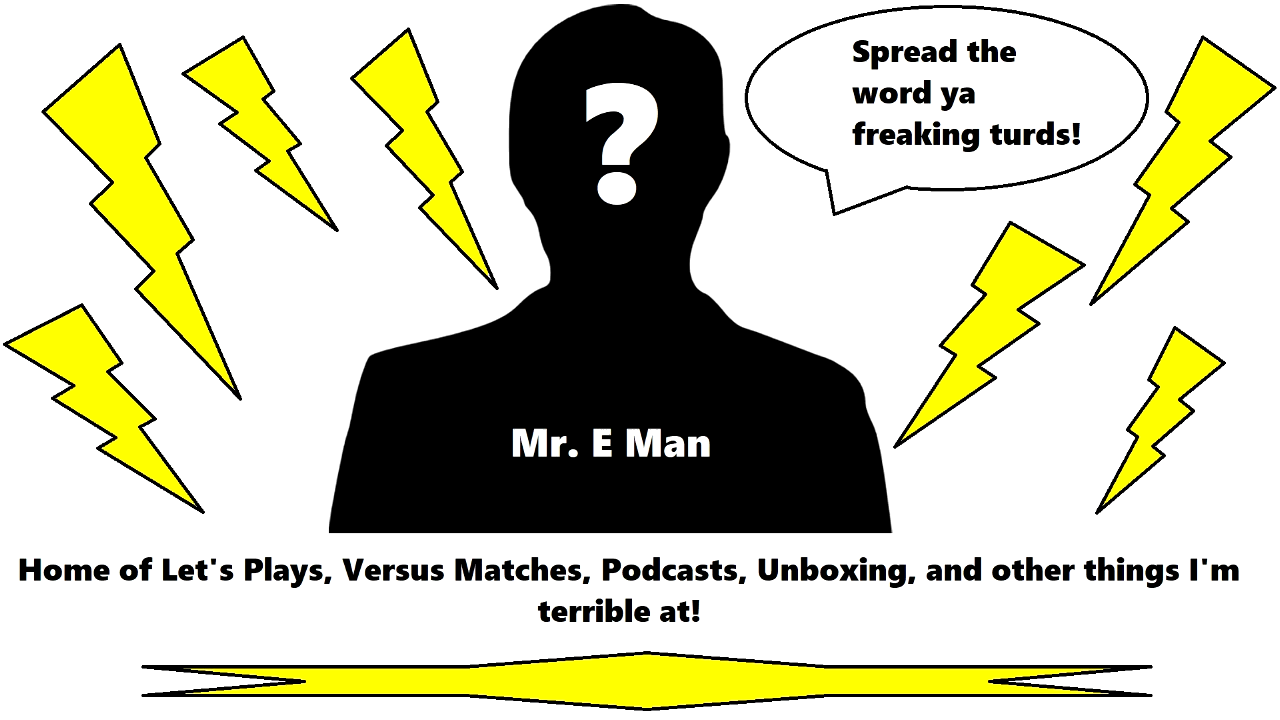 Spread the
word ya
freaking turds!
?
Mr. E Man
Home of Let's Plays, Versus Matches, Podcasts, Unboxing, and other things I'm
terrible at!